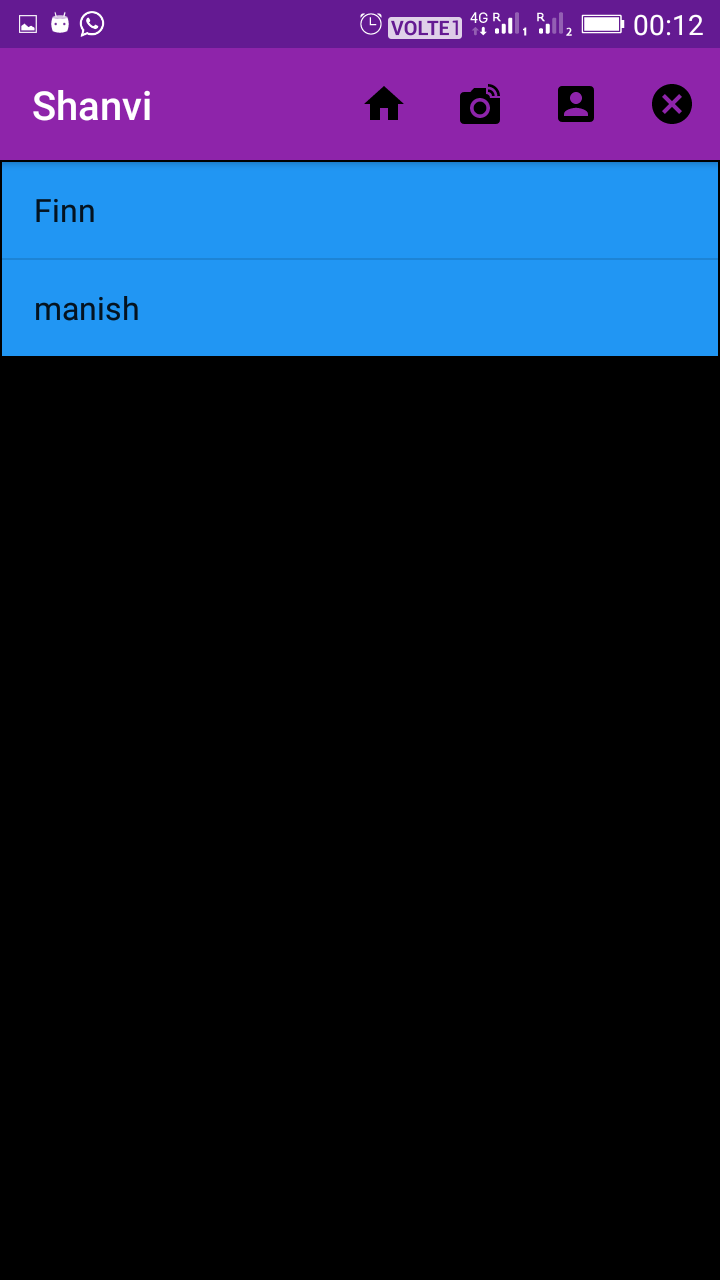 VOLTE1 4G R 1 R 2 00:12
Shanvi
Finn
manish